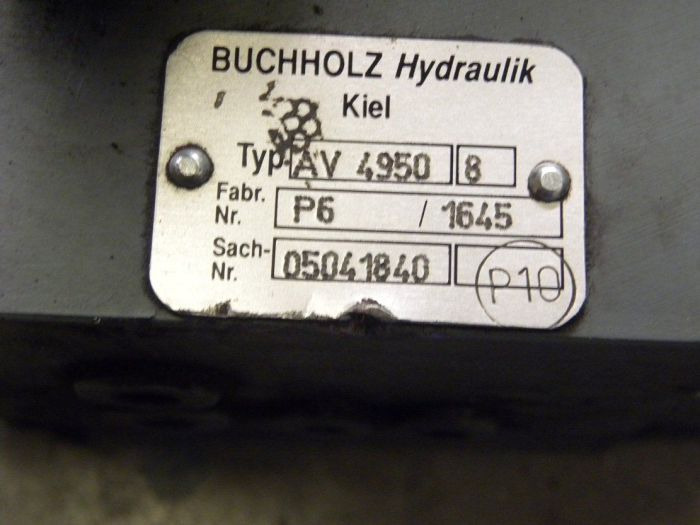 BUCHHOLZ Hydraulik
Kiel
Typ AV 4950 8
Fabr. Nr. P6 / 1645
Sach- Nr. 05041840 P10